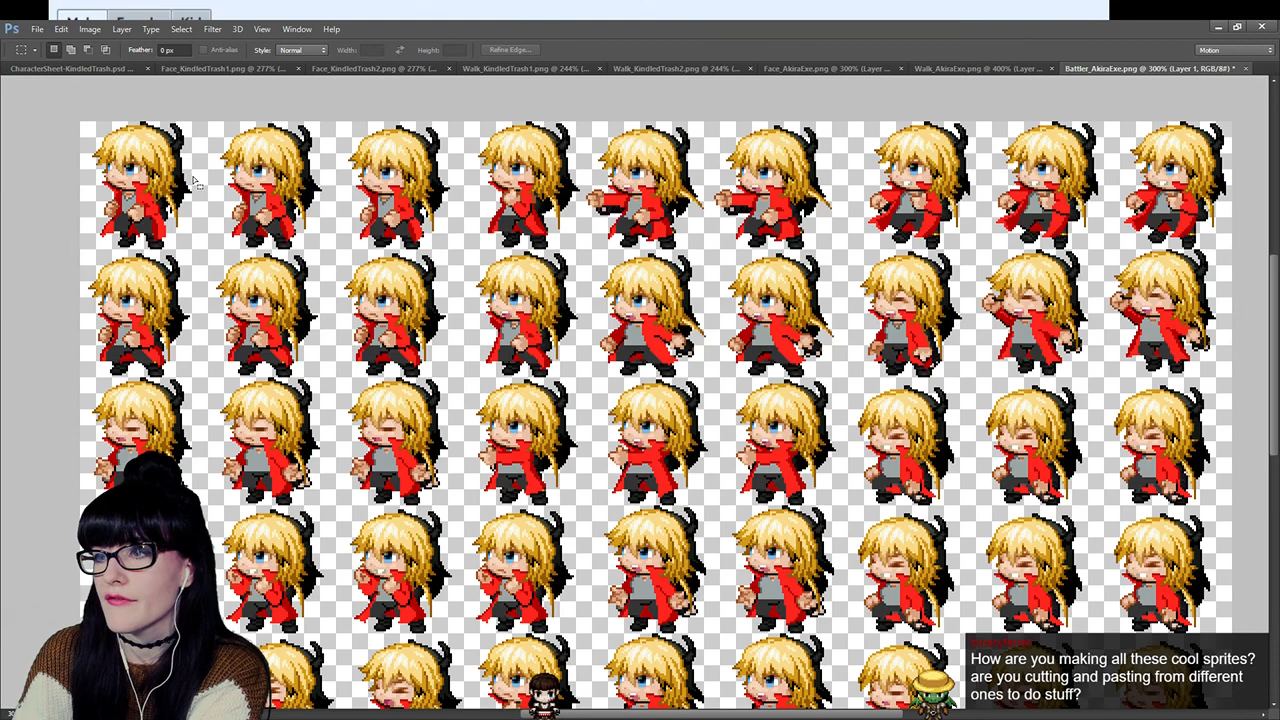 Ps File Edit Image Layer Type Select Filter 3D View Window Help
Feather: 0 px Anti-alias Style: Normal Width: Height: Refine Edge... Motion
CharacterSheet-KindledTrash.psd ... × Face_KindledTrash1.png @ 277% (... × Face_KindledTrash2.png @ 277% (... × Walk_KindledTrash1.png @ 244% (... × Walk_KindledTrash2.png @ 244% (... × Face_AkiraExe.png @ 300% (Layer ... × Walk_AkiraExe.png @ 400% (Layer ... × Battler_AkiraExe.png @ 300% (Layer 1, RGB/8#) * ×
How are you making all these cool sprites?
are you cutting and pasting from different
ones to do stuff?